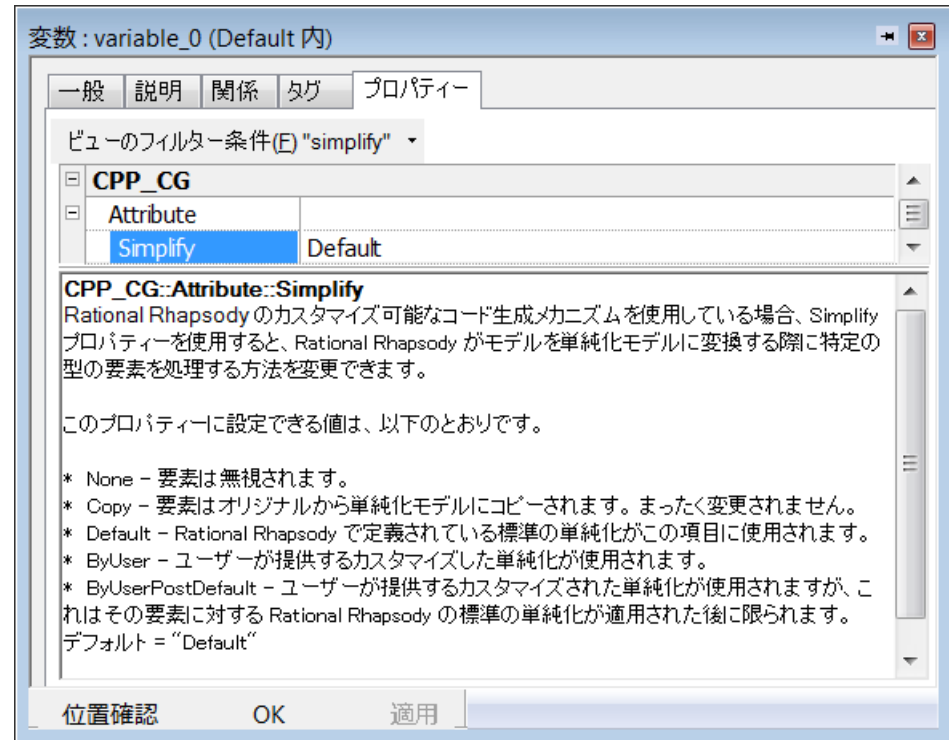 変数 : variable_0 (Default 内)
一般 説明 関係 タグ プロパティー
ビューのフィルター条件(F) "simplify"
CPP_CG
Attribute
Simplify Default
CPP_CG::Attribute::Simplify
Rational Rhapsody のカスタマイズ可能なコード生成メカニズムを使用している場合、Simplify
プロパティーを使用すると、Rational Rhapsody がモデルを単純化モデルに変換する際に特定の
型の要素を処理する方法を変更できます。
このプロパティーに設定できる値は、以下のとおりです。
* None - 要素は無視されます。
* Copy - 要素はオリジナルから単純化モデルにコピーされます。まったく変更されません。
* Default - Rational Rhapsody で定義されている標準の単純化がこの項目に使用されます。
* ByUser - ユーザーが提供するカスタマイズした単純化が使用されます。
* ByUserPostDefault - ユーザーが提供するカスタマイズされた単純化が使用されますが、こ
れはその要素に対する Rational Rhapsody の標準の単純化が適用された後に限られます。
デフォルト = "Default"
位置確認 OK 適用